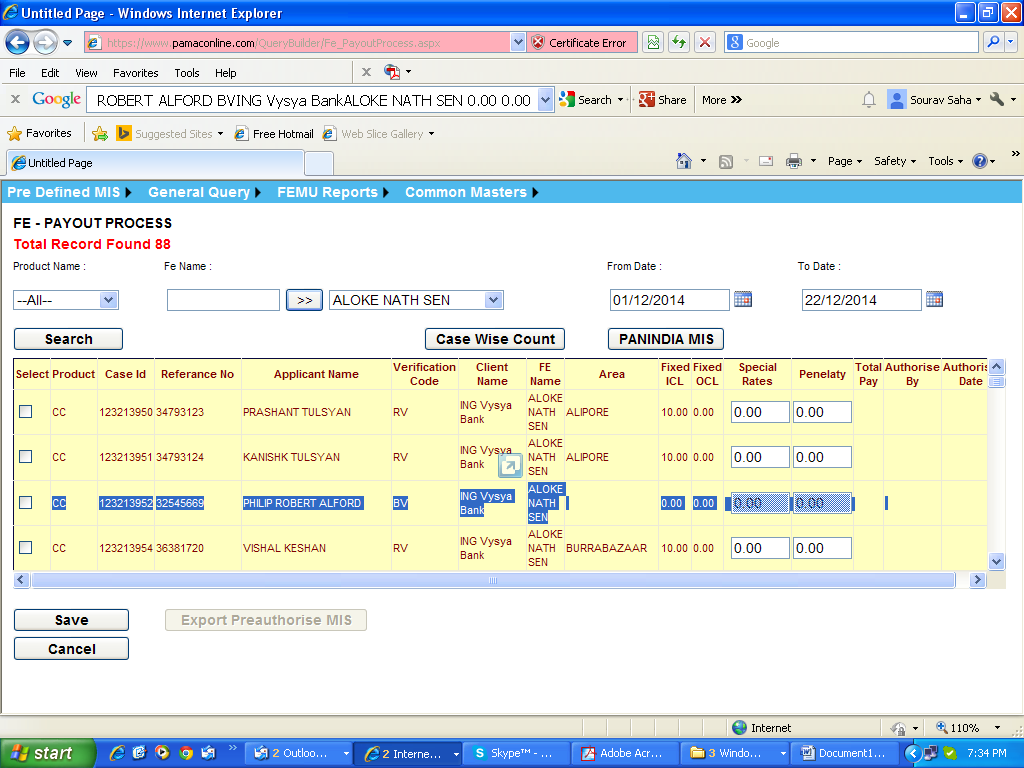 Untitled Page - Windows Internet Explorer
https://www.pamaconline.com/QueryBuilder/Fe_PayoutProcess.aspx Certificate Error Google
File Edit View Favorites Tools Help
Google ROBERT ALFORD BVING Vysya BankALOKE NATH SEN 0.00 0.00 Search Share More » Sourav Saha
Favorites Suggested Sites Free Hotmail Web Slice Gallery
Untitled Page Page Safety Tools »
Pre Defined MIS General Query FEMU Reports Common Masters
FE - PAYOUT PROCESS
Total Record Found 88
Product Name : Fe Name : From Date : To Date :
--All-- >> ALOKE NATH SEN 01/12/2014 22/12/2014
Search Case Wise Count PANINDIA MIS
Select Product Case Id Referance No Applicant Name Verification Code Client Name FE Name Area Fixed ICL Fixed OCL Special Rates Penelaty Total Pay Authorise By Authoris Date
CC 123213950 34793123 PRASHANT TULSYAN RV ING Vysya Bank ALOKE NATH SEN ALIPORE 10.00 0.00 0.00 0.00
CC 123213951 34793124 KANISHK TULSYAN RV ING Vysya Bank ALOKE NATH SEN ALIPORE 10.00 0.00 0.00 0.00
CC 123213952 32545669 PHILIP ROBERT ALFORD BV ING Vysya Bank ALOKE NATH SEN 0.00 0.00 0.00 0.00
CC 123213954 36381720 VISHAL KESHAN RV ING Vysya Bank ALOKE NATH SEN BURRABAZAAR 10.00 0.00 0.00 0.00
Save Export Preauthorise MIS
Cancel
Internet 110%
start » 2 Outloo... 2 Interne... Skype™ - ... Adobe Acr... 3 Windo... Document1... 7:34 PM